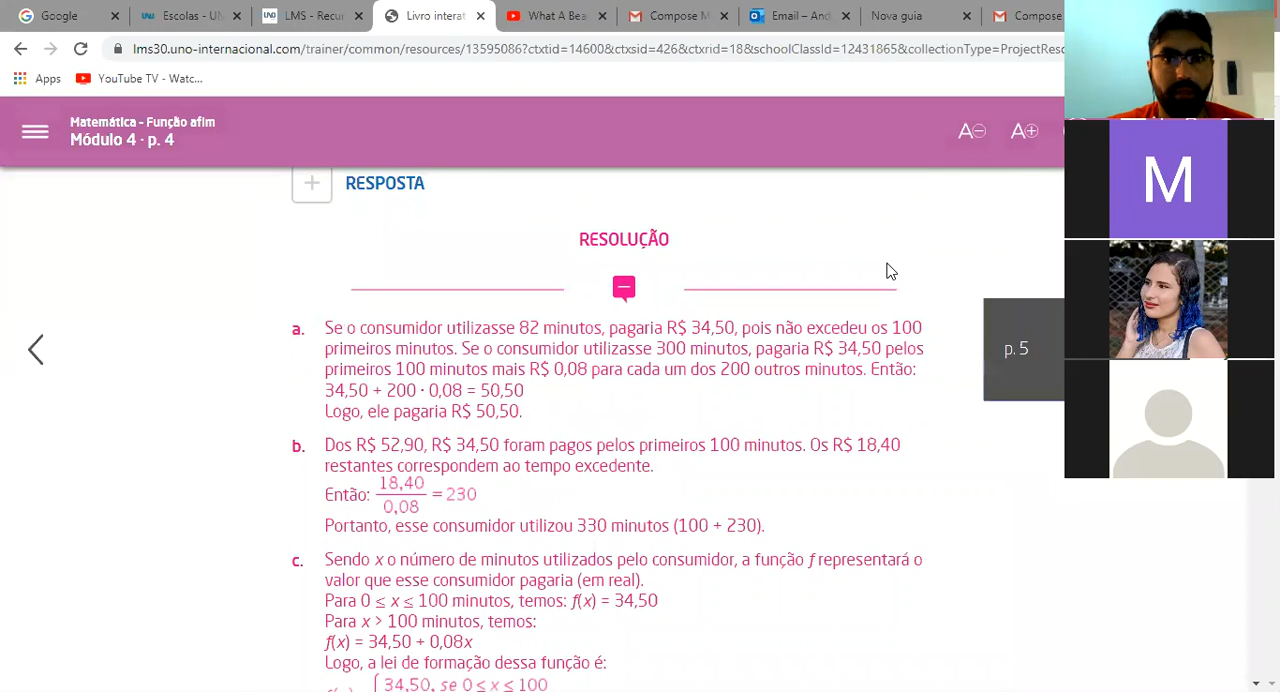 Google
Escolas - UN
LMS - Recur
Livro interat
What A Bea
Compose M
Email – And
Nova guia
Compose
lms30.uno-internacional.com/trainer/common/resources/13595086?ctxtid=14600&ctxsid=426&ctxrid=18&schoolClassId=12431865&collectionType=ProjectReso
Apps
YouTube TV - Watc...
Matemática - Função afim
Módulo 4 · p. 4
A
A
RESPOSTA
RESOLUÇÃO
a. Se o consumidor utilizasse 82 minutos, pagaria R$ 34,50, pois não excedeu os 100
primeiros minutos. Se o consumidor utilizasse 300 minutos, pagaria R$ 34,50 pelos
primeiros 100 minutos mais R$ 0,08 para cada um dos 200 outros minutos. Então:
34,50 + 200 · 0,08 = 50,50
Logo, ele pagaria R$ 50,50.
b. Dos R$ 52,90, R$ 34,50 foram pagos pelos primeiros 100 minutos. Os R$ 18,40
restantes correspondem ao tempo excedente.
Então: 18,40/0,08 = 230
Portanto, esse consumidor utilizou 330 minutos (100 + 230).
c. Sendo x o número de minutos utilizados pelo consumidor, a função f representará o
valor que esse consumidor pagaria (em real).
Para 0 ≤ x ≤ 100 minutos, temos: f(x) = 34,50
Para x > 100 minutos, temos:
f(x) = 34,50 + 0,08x
Logo, a lei de formação dessa função é:
34,50, se 0 ≤ x ≤ 100
p. 5
M